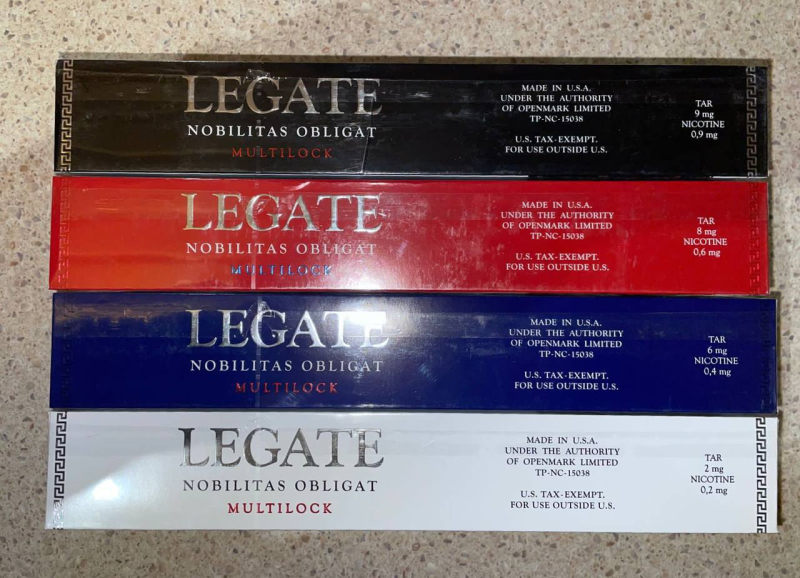 LEGATE
NOBILITAS OBLIGAT
MULTILOCK
MADE IN U.S.A.
UNDER THE AUTHORITY
OF OPENMARK LIMITED
TP-NC-15038
U.S. TAX-EXEMPT.
FOR USE OUTSIDE U.S.
TAR
9 mg
NICOTINE
0,9 mg
LEGATE
NOBILITAS OBLIGAT
MULTILOCK
MADE IN U.S.A.
UNDER THE AUTHORITY
OF OPENMARK LIMITED
TP-NC-15038
U.S. TAX-EXEMPT.
FOR USE OUTSIDE U.S.
TAR
8 mg
NICOTINE
0,6 mg
LEGATE
NOBILITAS OBLIGAT
MULTILOCK
MADE IN U.S.A.
UNDER THE AUTHORITY
OF OPENMARK LIMITED
TP-NC-15038
U.S. TAX-EXEMPT.
FOR USE OUTSIDE U.S.
TAR
6 mg
NICOTINE
0,4 mg
LEGATE
NOBILITAS OBLIGAT
MULTILOCK
MADE IN U.S.A.
UNDER THE AUTHORITY
OF OPENMARK LIMITED
TP-NC-15038
U.S. TAX-EXEMPT.
FOR USE OUTSIDE U.S.
TAR
2 mg
NICOTINE
0,2 mg